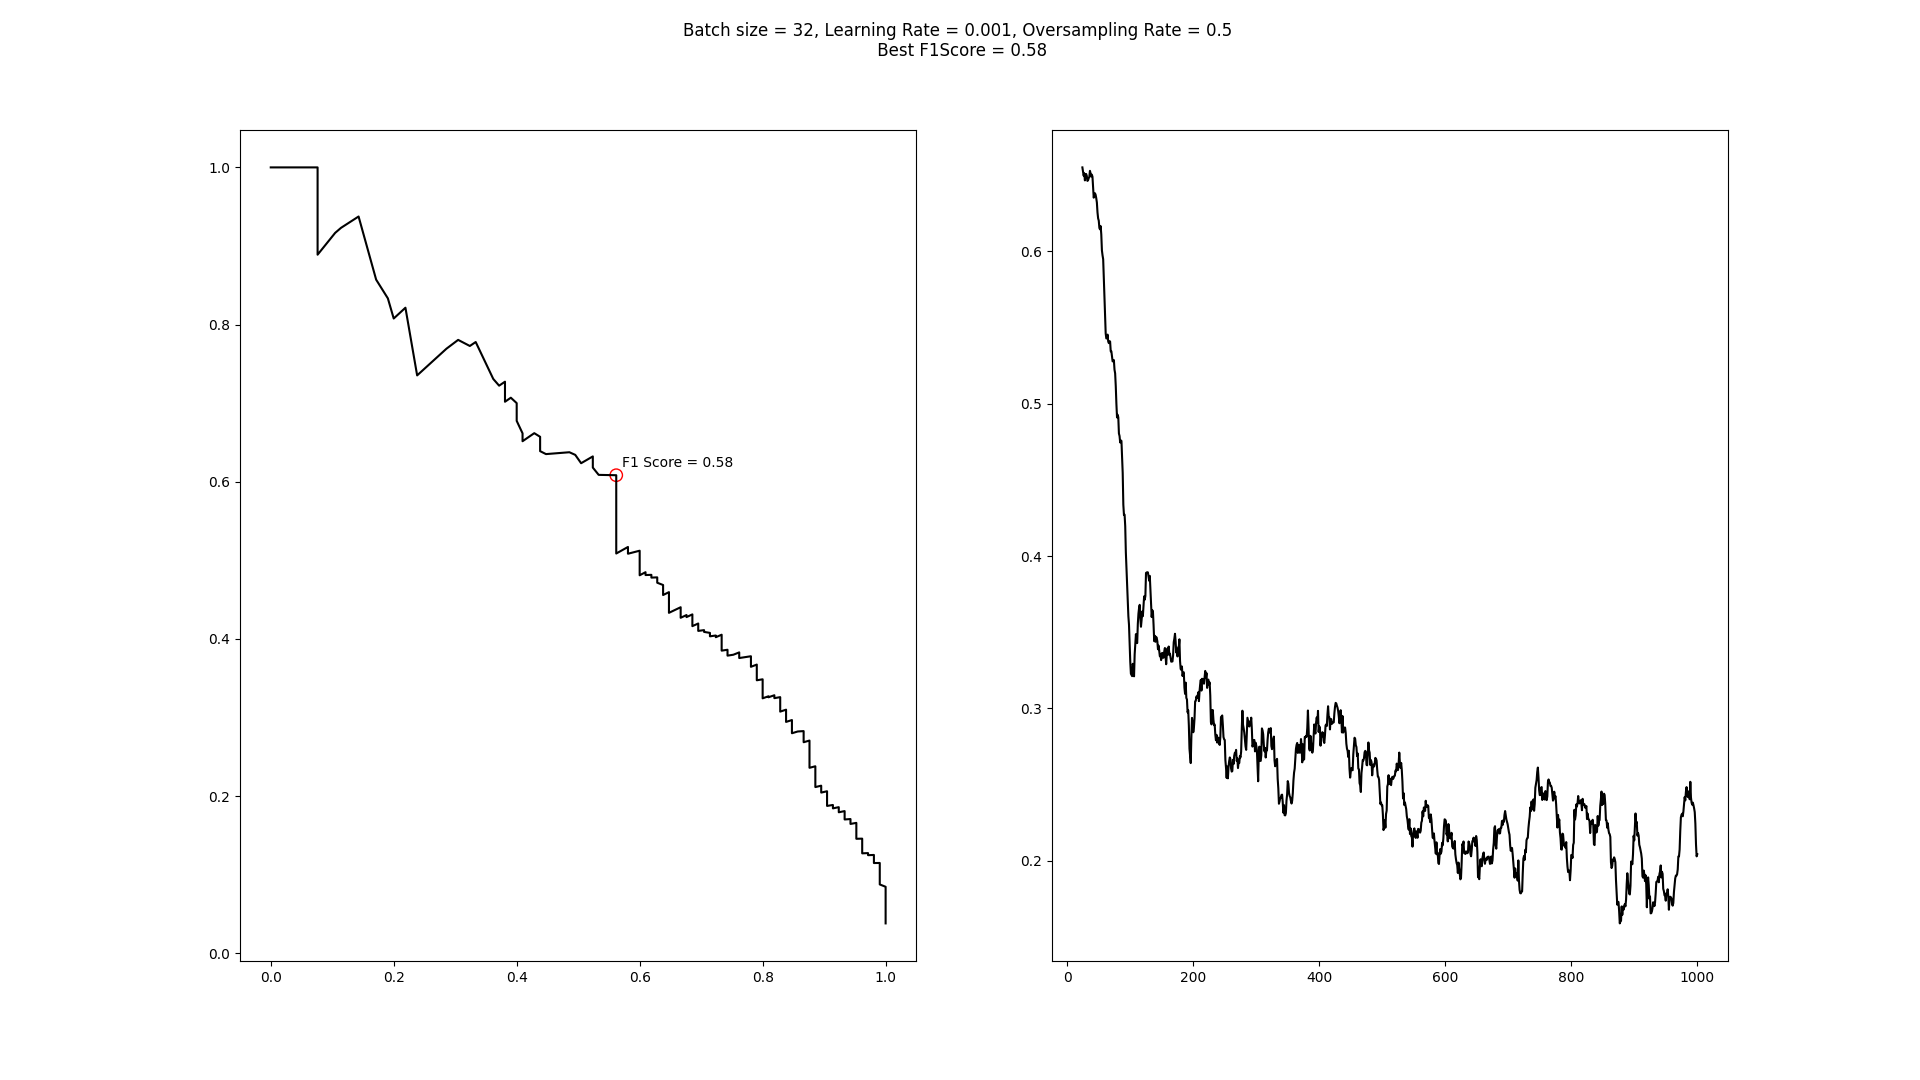 Batch size = 32, Learning Rate = 0.001, Oversampling Rate = 0.5
Best F1Score = 0.58
1.0
0.8
0.6
0.4
0.2
0.0
F1 Score = 0.58
0.0 0.2 0.4 0.6 0.8 1.0
0.6
0.5
0.4
0.3
0.2
0 200 400 600 800 1000